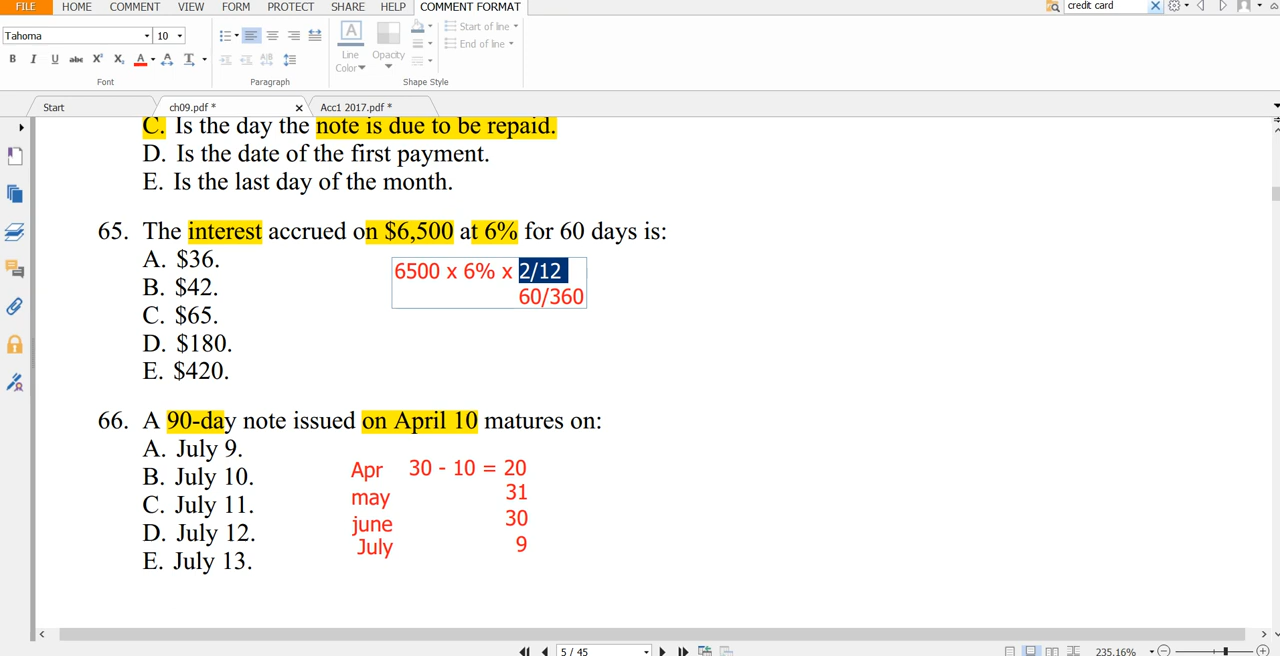 FILE HOME COMMENT VIEW FORM PROTECT SHARE HELP COMMENT FORMAT credit card
Tahoma 10 Start of line
Line Color Opacity End of line
B I U abc X² X₂ A A T
Font Paragraph Shape Style
Start ch09.pdf * Acc1 2017.pdf *
C. Is the day the note is due to be repaid.
D. Is the date of the first payment.
E. Is the last day of the month.
65. The interest accrued on $6,500 at 6% for 60 days is:
A. $36.
6500 x 6% x 2/12
B. $42.
60/360
C. $65.
D. $180.
E. $420.
66. A 90-day note issued on April 10 matures on:
A. July 9.
Apr 30 - 10 = 20
B. July 10.
may 31
C. July 11.
june 30
D. July 12.
July 9
E. July 13.
5 / 45 235.16%